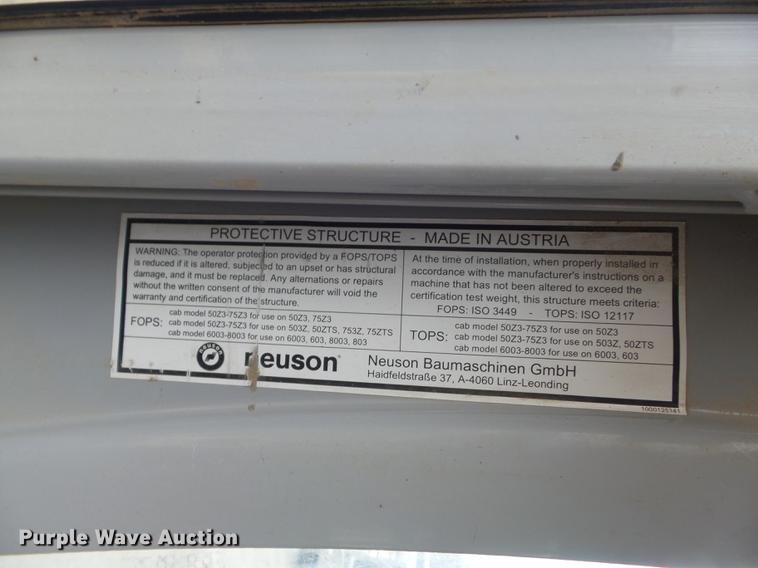 PROTECTIVE STRUCTURE - MADE IN AUSTRIA
WARNING: The operator protection provided by a FOPS/TOPS
is reduced if it is altered, subjected to an upset or has structural
damage, and it must be replaced. Any alternations or repairs
without the written consent of the manufacturer will void the
warranty and certification of the structure.
At the time of installation, when properly installed in
accordance with the manufacturer's instructions on a
machine that has not been altered to exceed the
certification test weight, this structure meets criteria:
FOPS: ISO 3449 - TOPS: ISO 12117
FOPS:
cab model 50Z3-75Z3 for use on 50Z3, 75Z3
cab model 50Z3-75Z3 for use on 503Z, 50ZTS, 753Z, 75ZTS
cab model 6003-8003 for use on 6003, 603, 8003, 803
TOPS:
cab model 50Z3-75Z3 for use on 50Z3
cab model 50Z3-75Z3 for use on 503Z, 50ZTS
cab model 6003-8003 for use on 6003, 603
NEUSON
neuson
Neuson Baumaschinen GmbH
Haidfeldstraße 37, A-4060 Linz-Leonding
1000125141
Purple Wave Auction